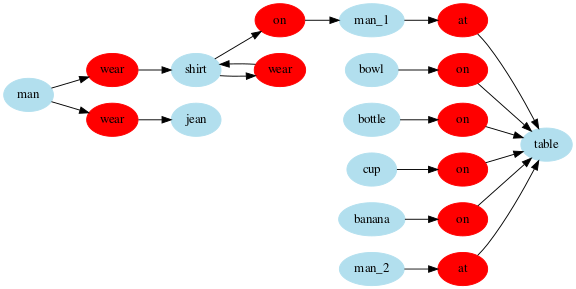 on
man_1
at
wear
shirt
wear
bowl
on
man
wear
jean
bottle
on
table
cup
on
banana
on
man_2
at